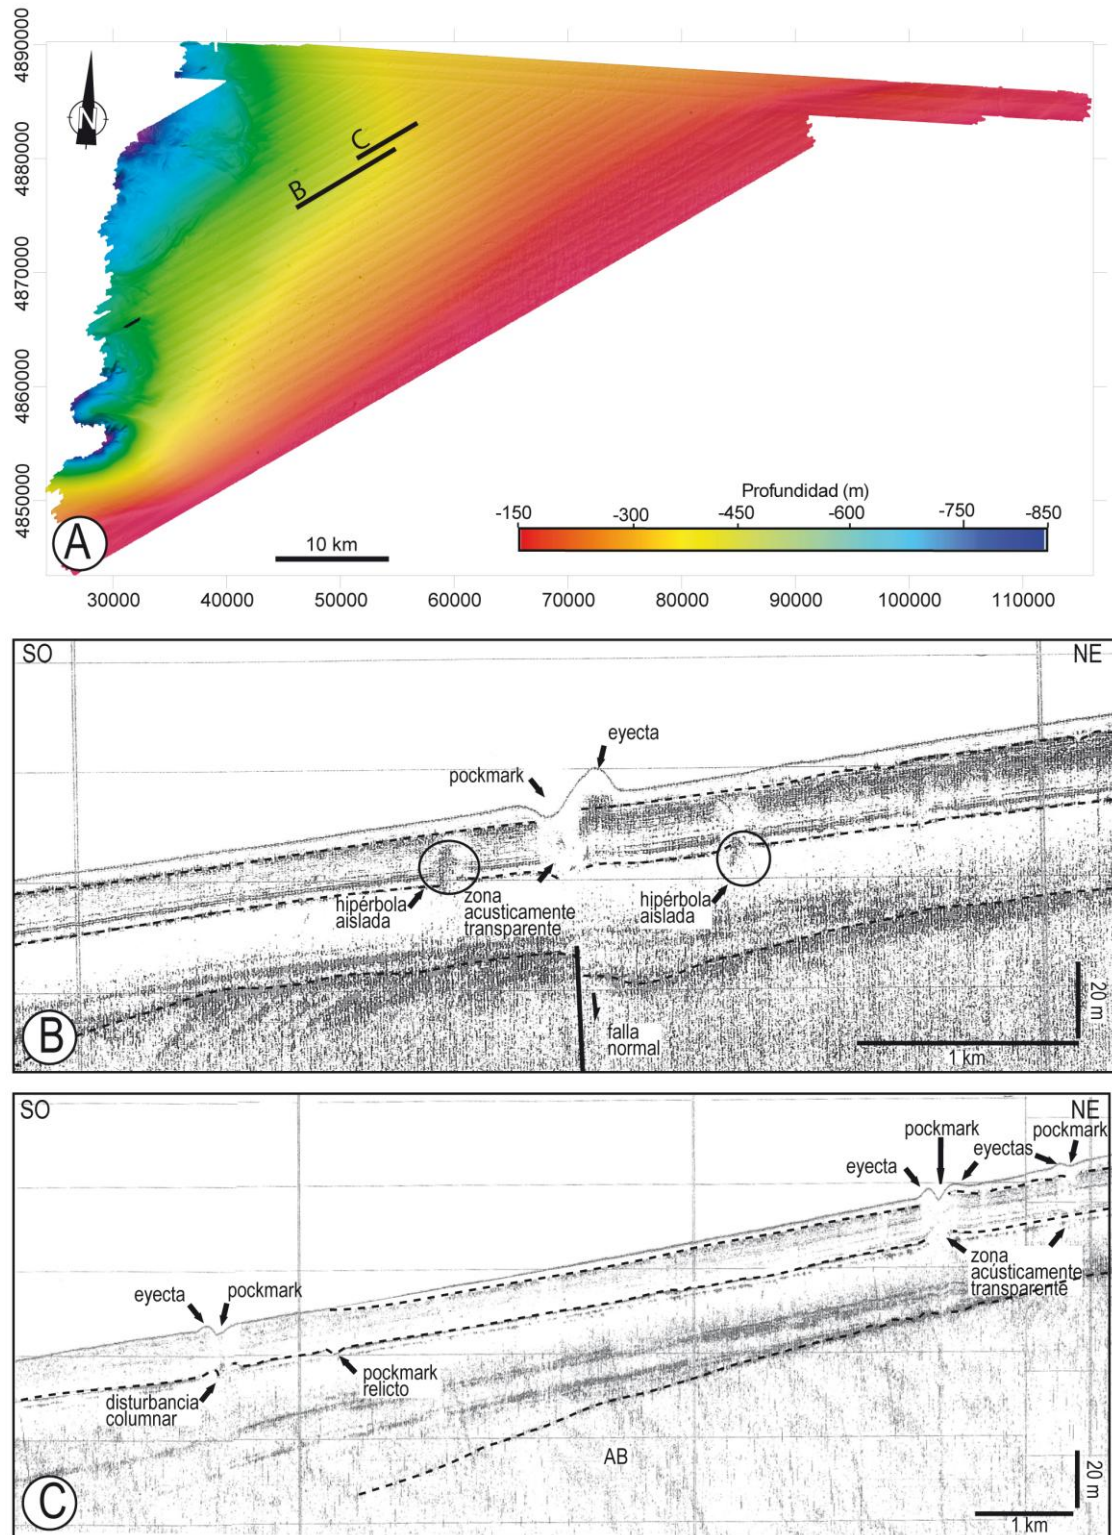 4890000
4880000
4870000
4860000
4850000
N
C
B
A
10 km
Profundidad (m)
-150
-300
-450
-600
-750
-850
30000
40000
50000
60000
70000
80000
90000
100000
110000
SO
NE
eyecta
pockmark
hipérbola
aislada
zona
acusticamente
transparente
hipérbola
aislada
falla
normal
20 m
1 km
B
SO
NE
pockmark
pockmark
eyecta
eyectas
zona
acústicamente
transparente
eyecta
pockmark
pockmark
relicto
disturbancia
columnar
AB
20 m
1 km
C